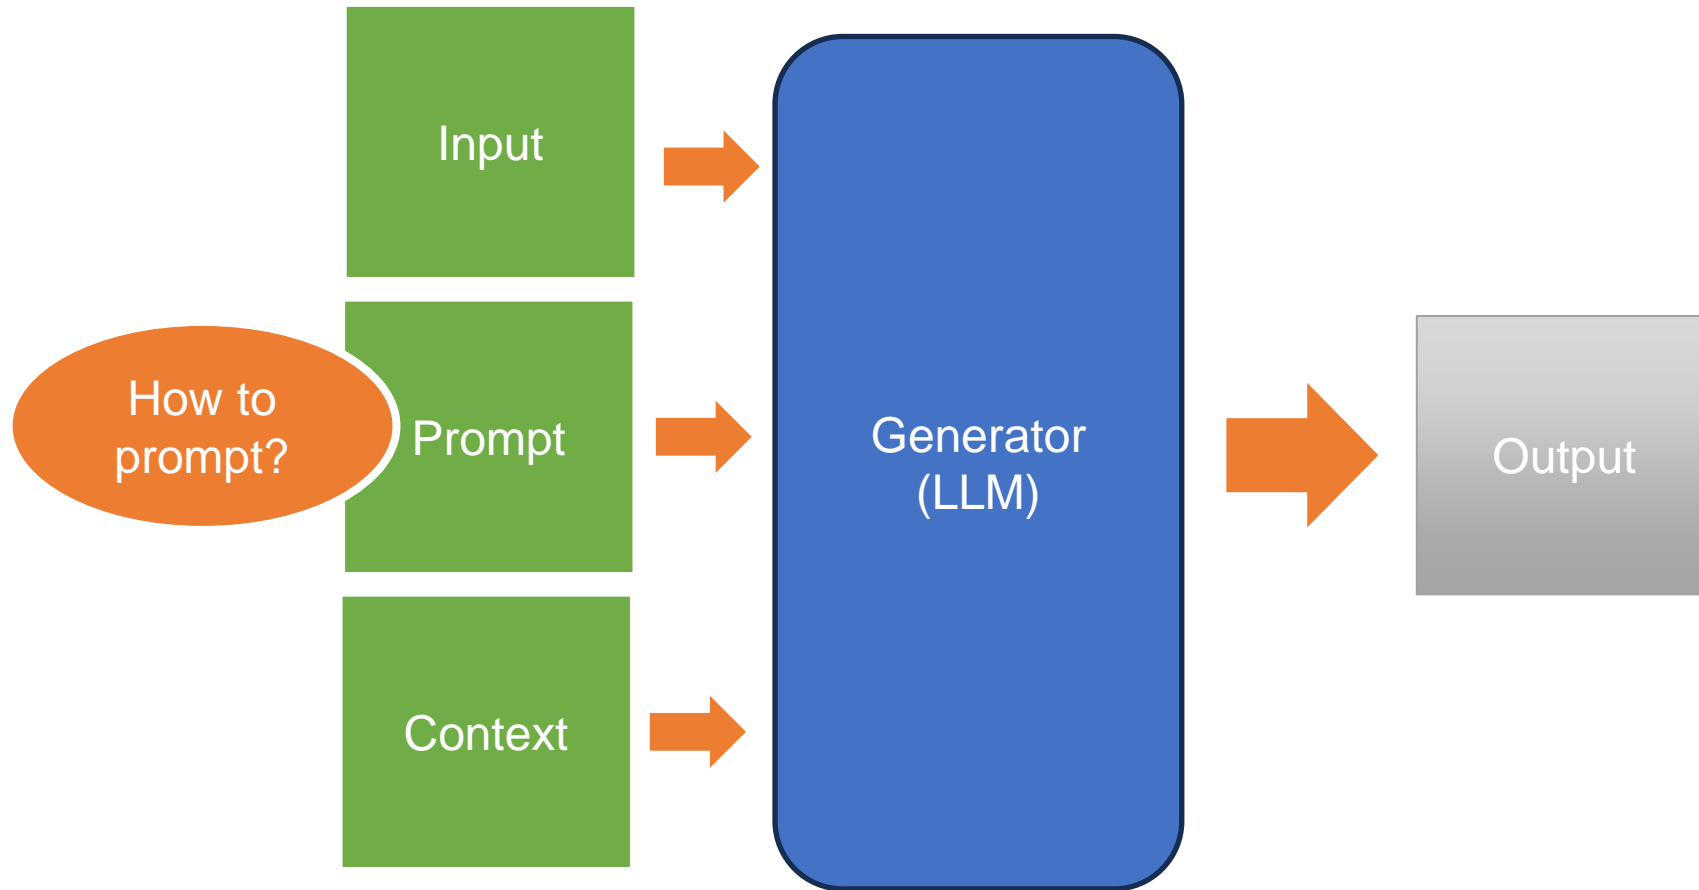 Input
How to
prompt?
Prompt
Context
Generator
(LLM)
Output